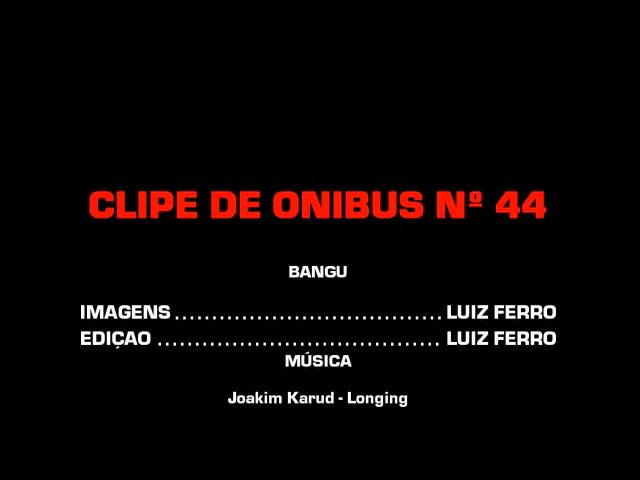 CLIPE DE ONIBUS Nº 44
BANGU
IMAGENS.....................................LUIZ FERRO
EDIÇAO ...................................... LUIZ FERRO
MÚSICA
Joakim Karud - Longing